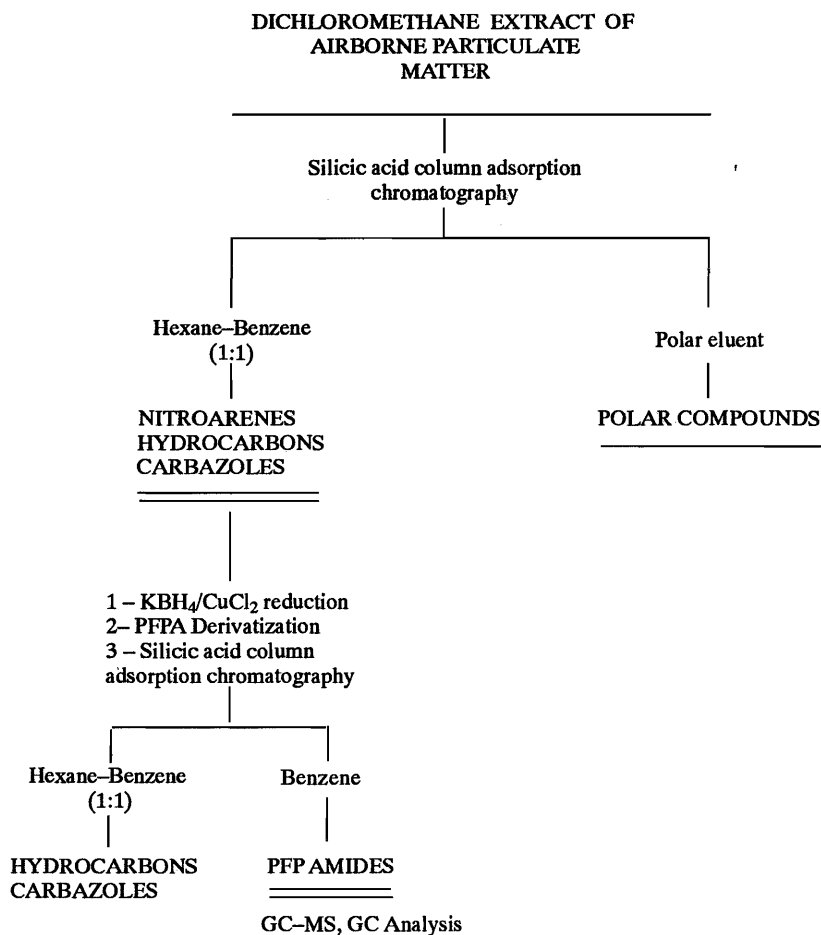 DICHLOROMETHANE EXTRACT OF
AIRBORNE PARTICULATE
MATTER
Silicic acid column adsorption
chromatography
Hexane–Benzene
(1:1)
Polar eluent
NITROARENES
HYDROCARBONS
CARBAZOLES
POLAR COMPOUNDS
1 – KBH₄/CuCl₂ reduction
2– PFPA Derivatization
3 – Silicic acid column
adsorption chromatography
Hexane–Benzene
(1:1)
Benzene
HYDROCARBONS
CARBAZOLES
PFP AMIDES
GC–MS, GC Analysis